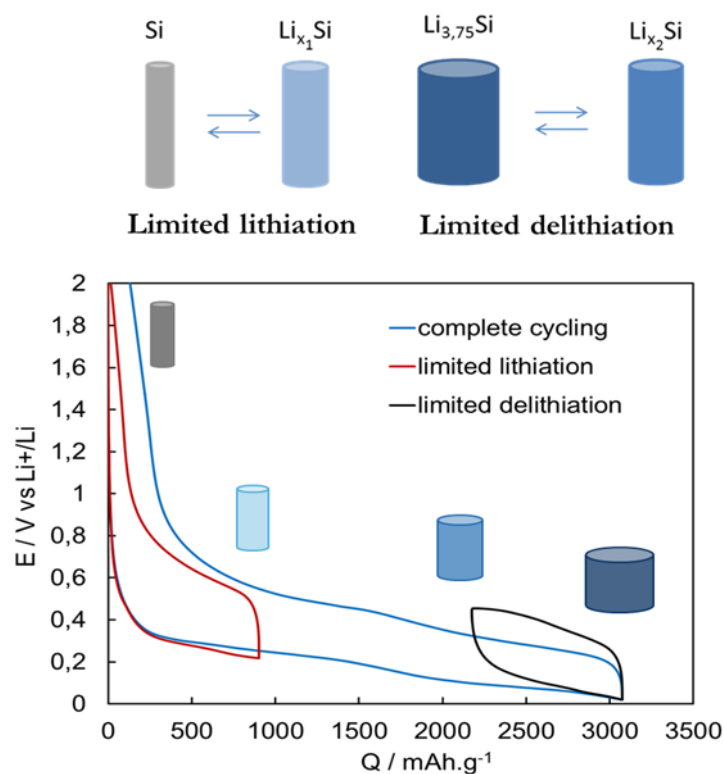 Si
Liₓ₁Si
Li₃,₇₅Si
Liₓ₂Si
Limited lithiation
Limited delithiation
2
1,8
1,6
1,4
1,2
1
0,8
0,6
0,4
0,2
0
E / V vs Li+/Li
complete cycling
limited lithiation
limited delithiation
0
500
1000
1500
2000
2500
3000
3500
Q / mAh.g⁻¹